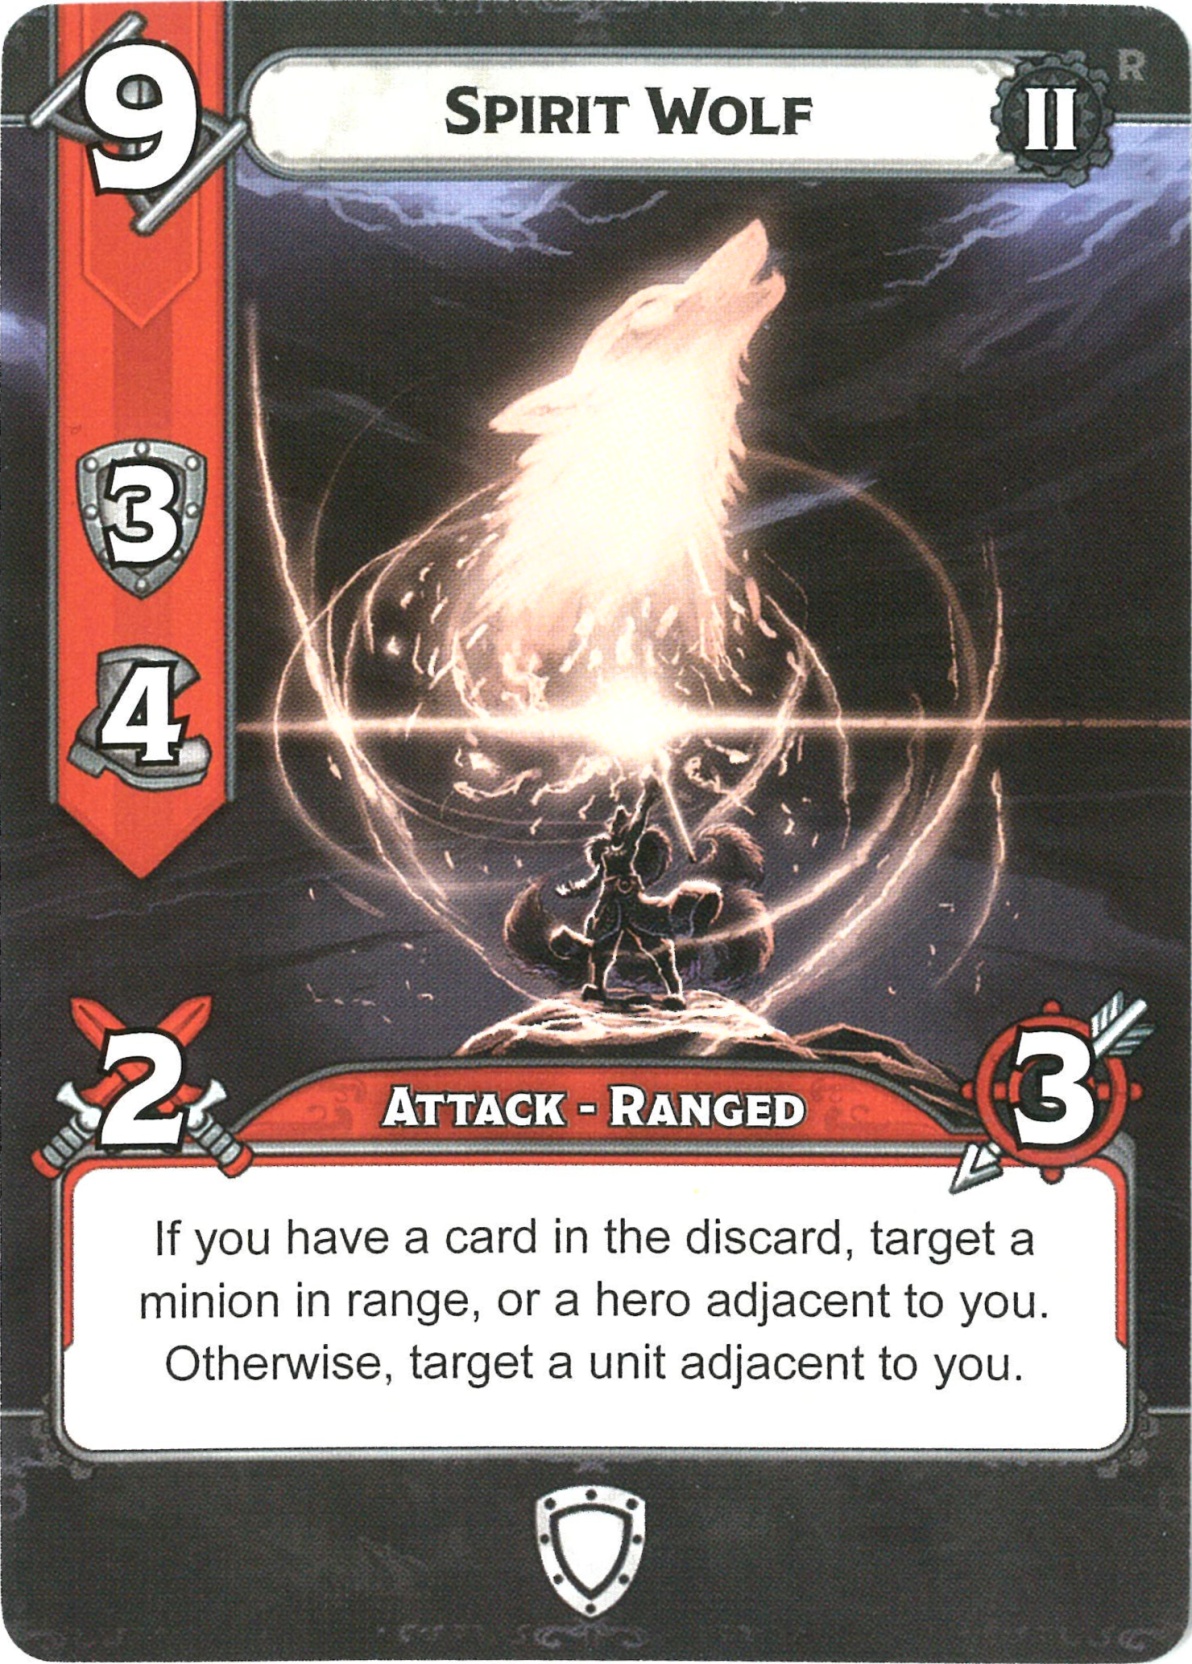 9
SPIRIT WOLF
II
R
3
4
2
ATTACK - RANGED
3
If you have a card in the discard, target a
minion in range, or a hero adjacent to you.
Otherwise, target a unit adjacent to you.